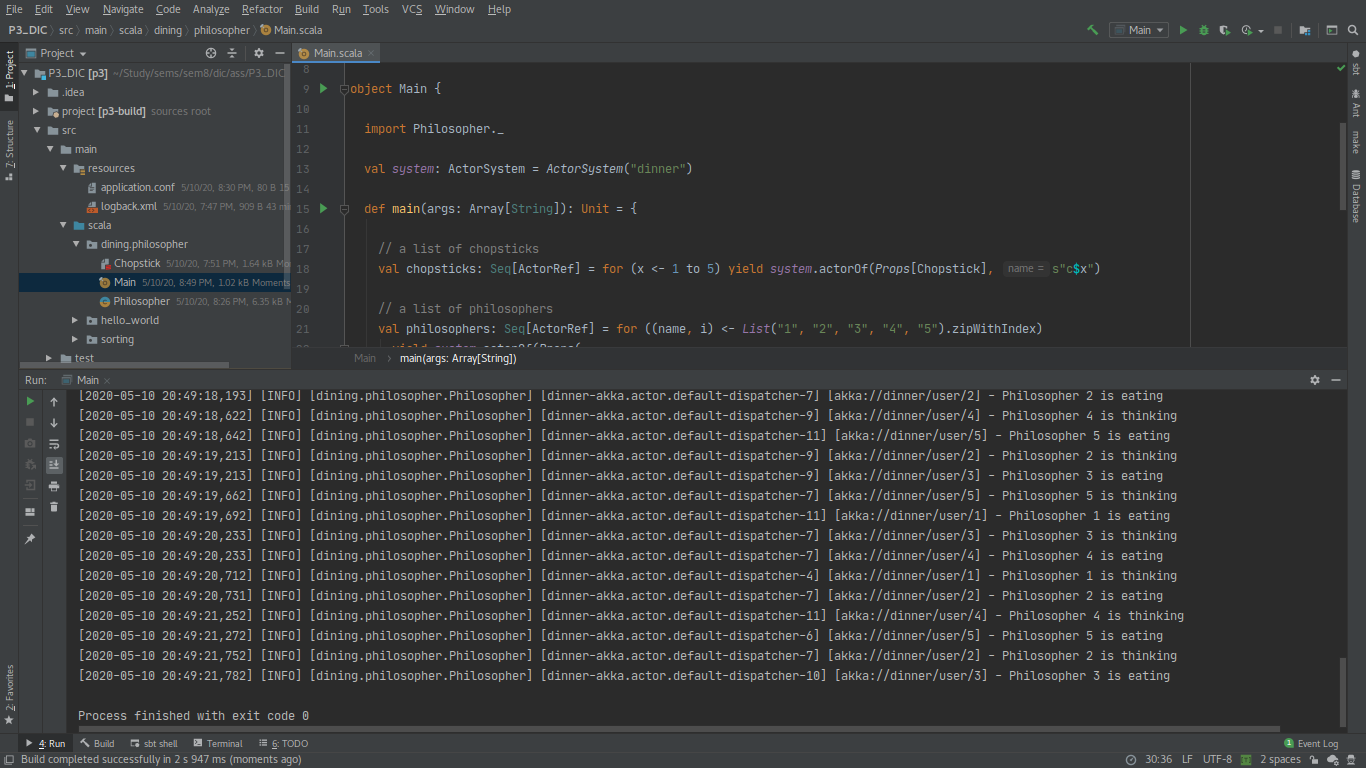 File Edit View Navigate Code Analyze Refactor Build Run Tools VCS Window Help
P3_DIC src main scala dining philosopher Main.scala Main
1: Project
7: Structure
2: Favorites
Project
P3_DIC [p3] ~/Study/sems/sem8/dic/ass/P3_DIC
.idea
project [p3-build] sources root
src
main
resources
application.conf 5/10/20, 8:30 PM, 80 B 15
logback.xml 5/10/20, 7:47 PM, 909 B 43 mi
scala
dining.philosopher
Chopstick 5/10/20, 7:51 PM, 1.64 kB Mom
Main 5/10/20, 8:49 PM, 1.02 kB Moments
Philosopher 5/10/20, 8:26 PM, 6.35 kB M
hello_world
sorting
test
Main.scala
8
9 object Main {
10
11 import Philosopher._
12
13 val system: ActorSystem = ActorSystem("dinner")
14
15 def main(args: Array[String]): Unit = {
16
17 // a list of chopsticks
18 val chopsticks: Seq[ActorRef] = for (x <- 1 to 5) yield system.actorOf(Props[Chopstick], name = s"c$x")
19
20 // a list of philosophers
21 val philosophers: Seq[ActorRef] = for ((name, i) <- List("1", "2", "3", "4", "5").zipWithIndex)
22 yield system.actorOf(Props(
Main main(args: Array[String])
sbt
Ant
make
Database
Run: Main
[2020-05-10 20:49:18,193] [INFO] [dining.philosopher.Philosopher] [dinner-akka.actor.default-dispatcher-7] [akka://dinner/user/2] - Philosopher 2 is eating
[2020-05-10 20:49:18,622] [INFO] [dining.philosopher.Philosopher] [dinner-akka.actor.default-dispatcher-9] [akka://dinner/user/4] - Philosopher 4 is thinking
[2020-05-10 20:49:18,642] [INFO] [dining.philosopher.Philosopher] [dinner-akka.actor.default-dispatcher-11] [akka://dinner/user/5] - Philosopher 5 is eating
[2020-05-10 20:49:19,213] [INFO] [dining.philosopher.Philosopher] [dinner-akka.actor.default-dispatcher-9] [akka://dinner/user/2] - Philosopher 2 is thinking
[2020-05-10 20:49:19,213] [INFO] [dining.philosopher.Philosopher] [dinner-akka.actor.default-dispatcher-9] [akka://dinner/user/3] - Philosopher 3 is eating
[2020-05-10 20:49:19,662] [INFO] [dining.philosopher.Philosopher] [dinner-akka.actor.default-dispatcher-7] [akka://dinner/user/5] - Philosopher 5 is thinking
[2020-05-10 20:49:19,692] [INFO] [dining.philosopher.Philosopher] [dinner-akka.actor.default-dispatcher-11] [akka://dinner/user/1] - Philosopher 1 is eating
[2020-05-10 20:49:20,233] [INFO] [dining.philosopher.Philosopher] [dinner-akka.actor.default-dispatcher-7] [akka://dinner/user/3] - Philosopher 3 is thinking
[2020-05-10 20:49:20,233] [INFO] [dining.philosopher.Philosopher] [dinner-akka.actor.default-dispatcher-7] [akka://dinner/user/4] - Philosopher 4 is eating
[2020-05-10 20:49:20,712] [INFO] [dining.philosopher.Philosopher] [dinner-akka.actor.default-dispatcher-4] [akka://dinner/user/1] - Philosopher 1 is thinking
[2020-05-10 20:49:20,731] [INFO] [dining.philosopher.Philosopher] [dinner-akka.actor.default-dispatcher-7] [akka://dinner/user/2] - Philosopher 2 is eating
[2020-05-10 20:49:21,252] [INFO] [dining.philosopher.Philosopher] [dinner-akka.actor.default-dispatcher-11] [akka://dinner/user/4] - Philosopher 4 is thinking
[2020-05-10 20:49:21,272] [INFO] [dining.philosopher.Philosopher] [dinner-akka.actor.default-dispatcher-6] [akka://dinner/user/5] - Philosopher 5 is eating
[2020-05-10 20:49:21,752] [INFO] [dining.philosopher.Philosopher] [dinner-akka.actor.default-dispatcher-7] [akka://dinner/user/2] - Philosopher 2 is thinking
[2020-05-10 20:49:21,782] [INFO] [dining.philosopher.Philosopher] [dinner-akka.actor.default-dispatcher-10] [akka://dinner/user/3] - Philosopher 3 is eating
Process finished with exit code 0
4: Run Build sbt shell Terminal 6: TODO 1 Event Log
Build completed successfully in 2 s 947 ms (moments ago) 30:36 LF UTF-8 2 spaces